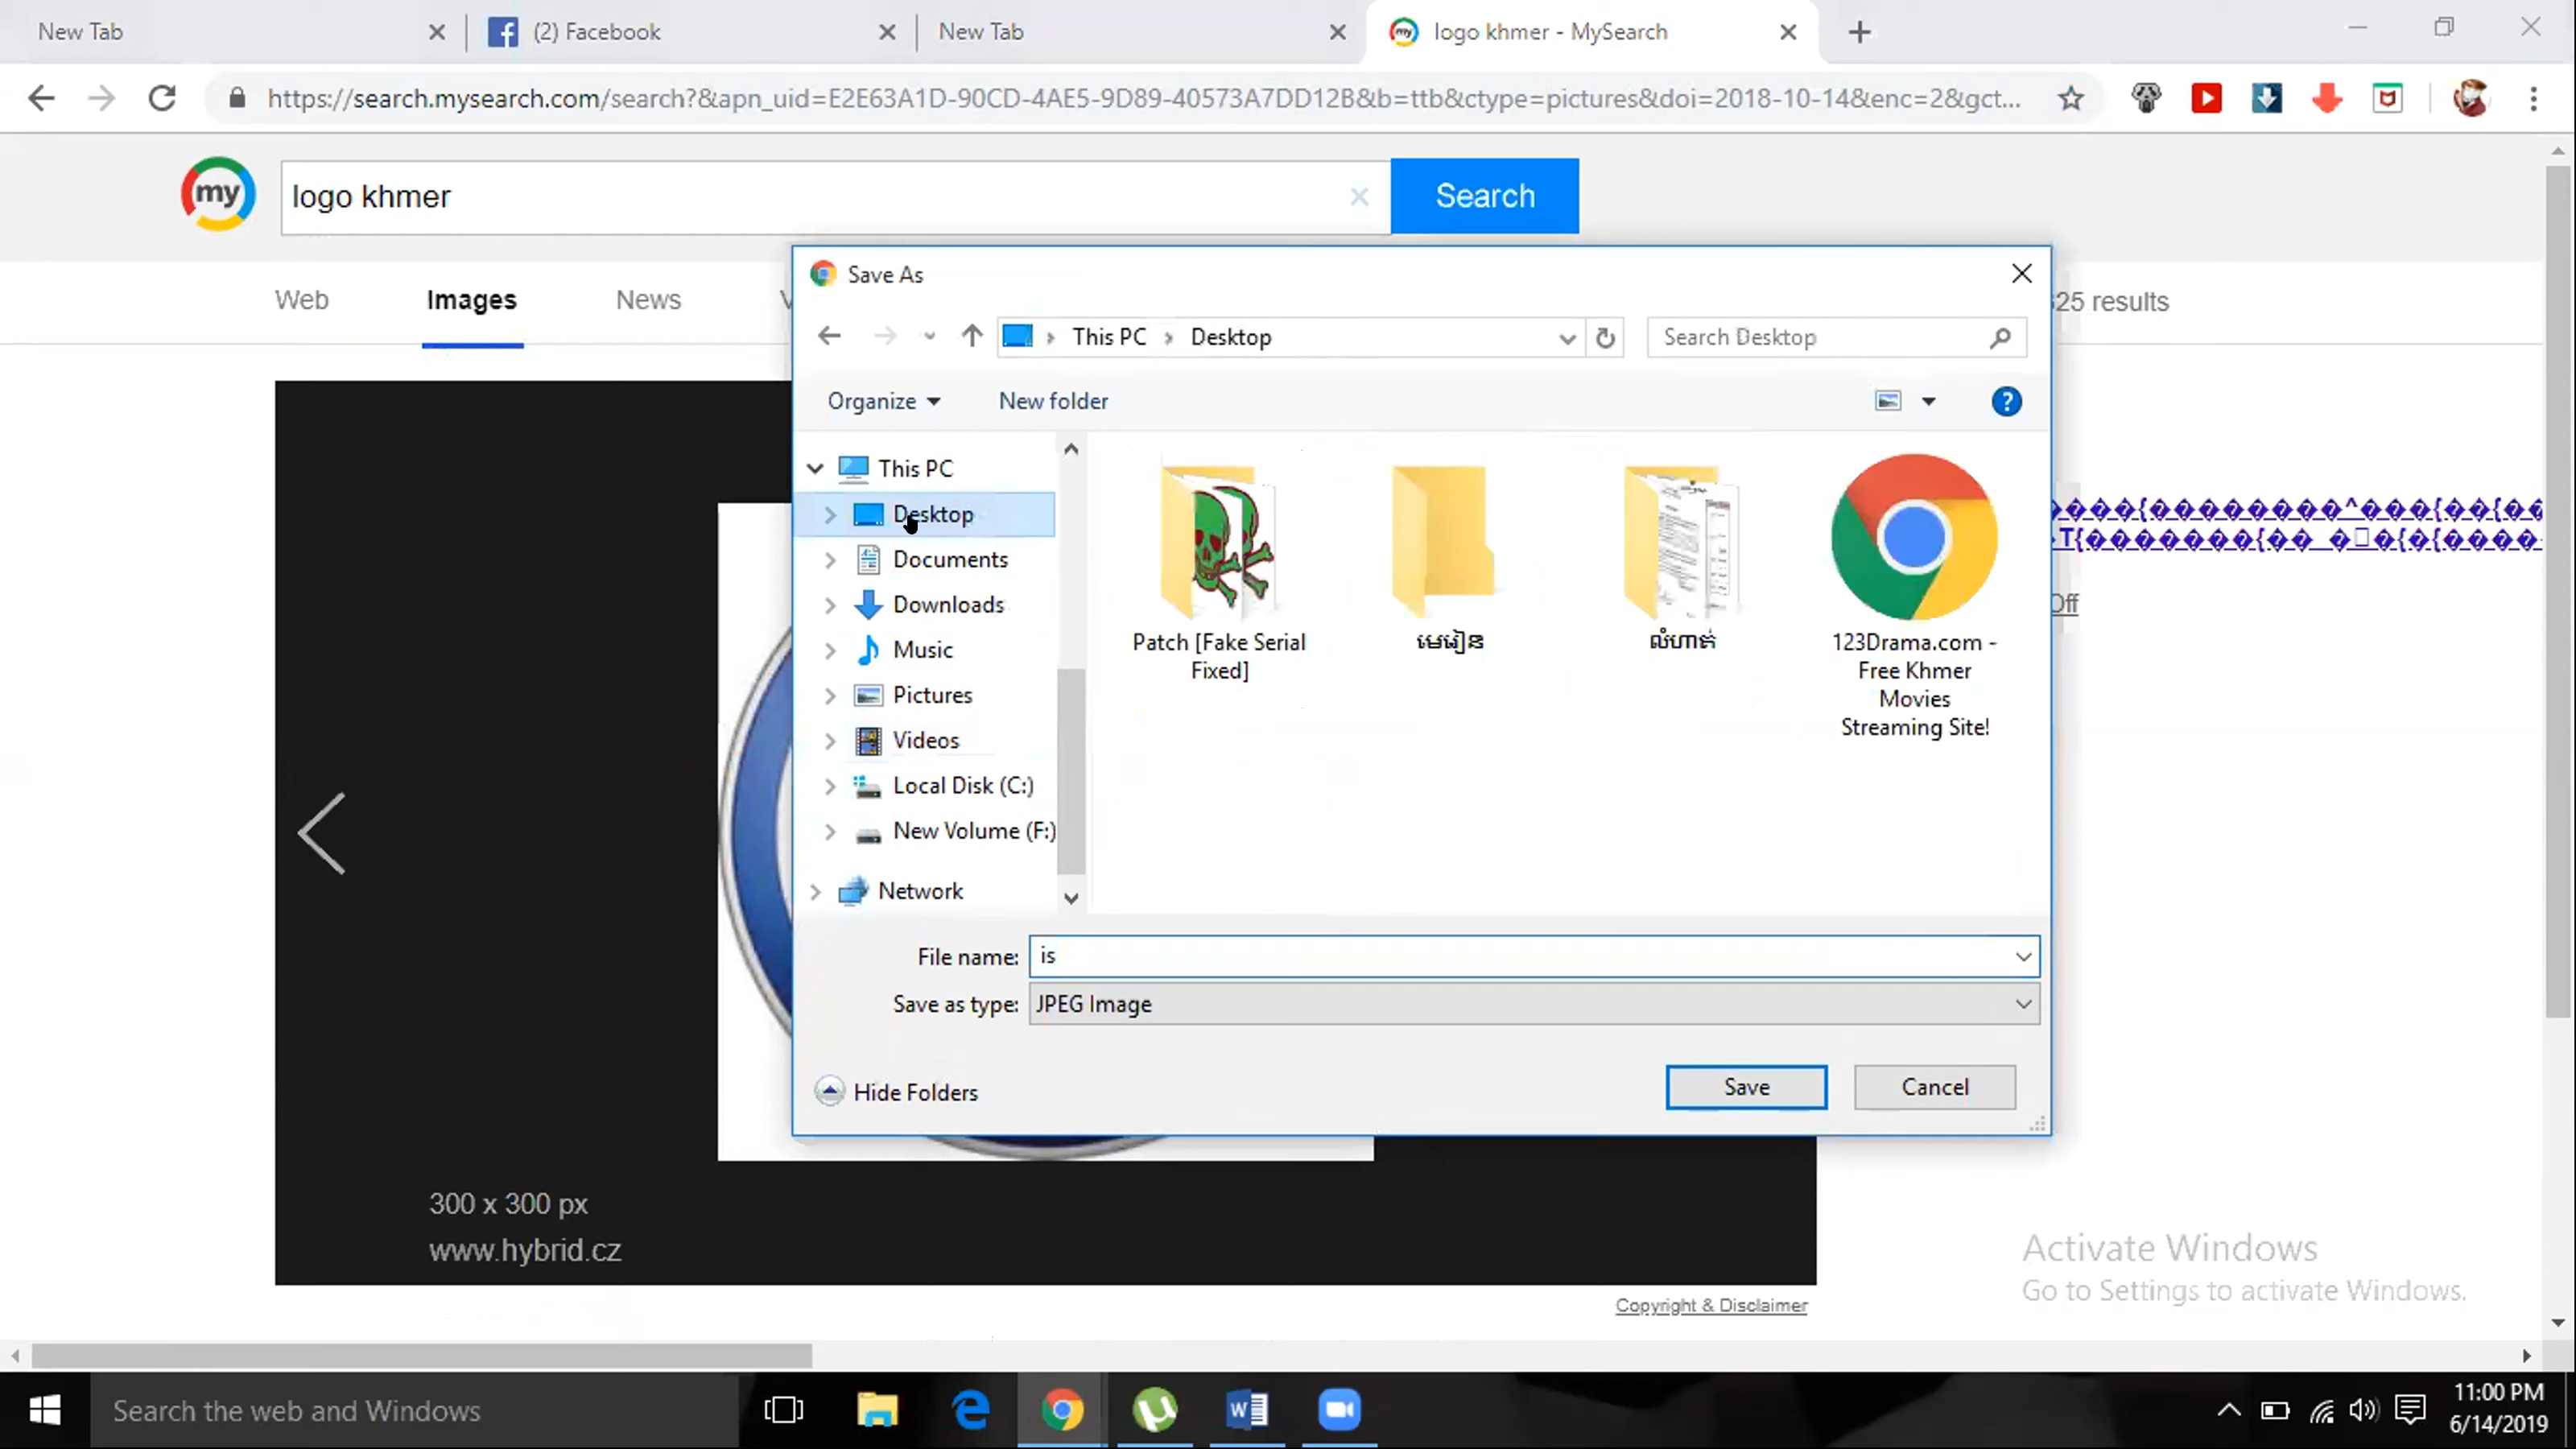 New Tab
(2) Facebook
New Tab
logo khmer - MySearch
https://search.mysearch.com/search?&apn_uid=E2E63A1D-90CD-4AE5-9D89-40573A7DD12B&b=ttb&ctype=pictures&doi=2018-10-14&enc=2&gct...
my
logo khmer
Search
Web
Images
News
25 results
Save As
This PC
Desktop
Search Desktop
Organize
New folder
This PC
Desktop
Documents
Downloads
Music
Pictures
Videos
Local Disk (C:)
New Volume (F:)
Network
Patch [Fake Serial
Fixed]
មេរៀន
លំហាត់
123Drama.com -
Free Khmer
Movies
Streaming Site!
Off
File name:
is
Save as type:
JPEG Image
Hide Folders
Save
Cancel
300 x 300 px
www.hybrid.cz
Copyright & Disclaimer
Activate Windows
Go to Settings to activate Windows.
Search the web and Windows
11:00 PM
6/14/2019